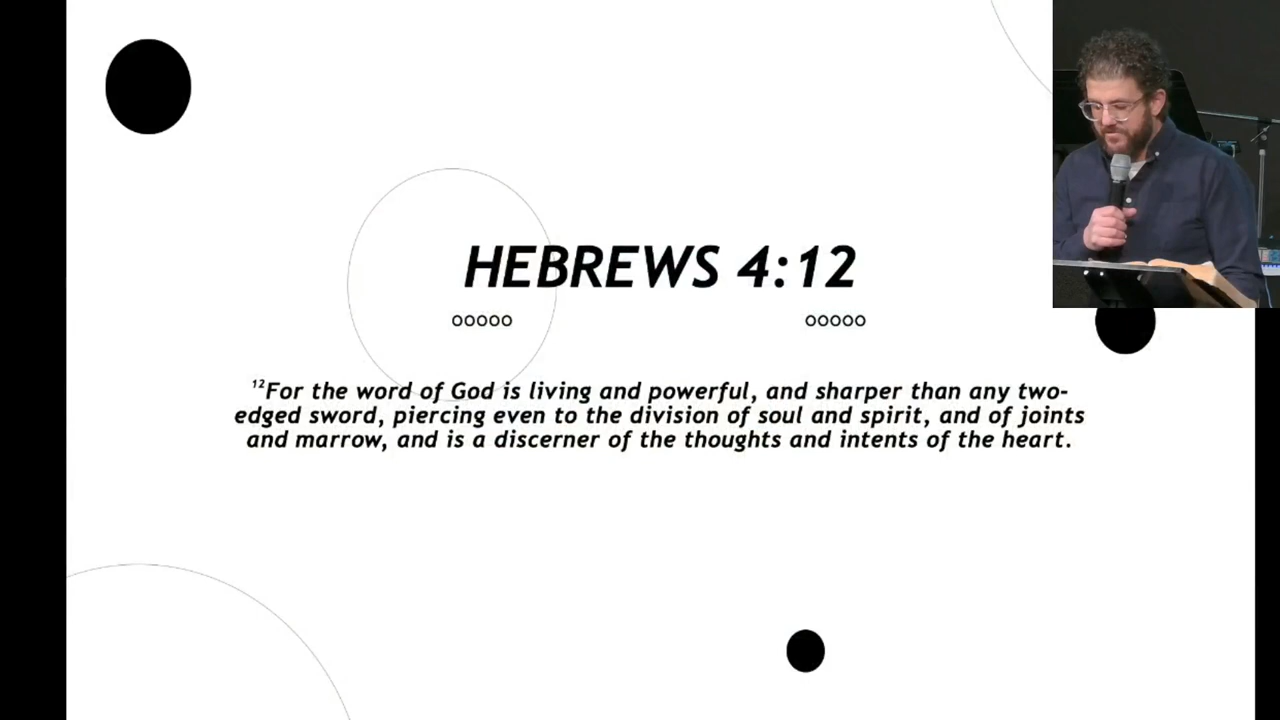 HEBREWS 4:12
ooooo ooooo
¹²For the word of God is living and powerful, and sharper than any two-
edged sword, piercing even to the division of soul and spirit, and of joints
and marrow, and is a discerner of the thoughts and intents of the heart.